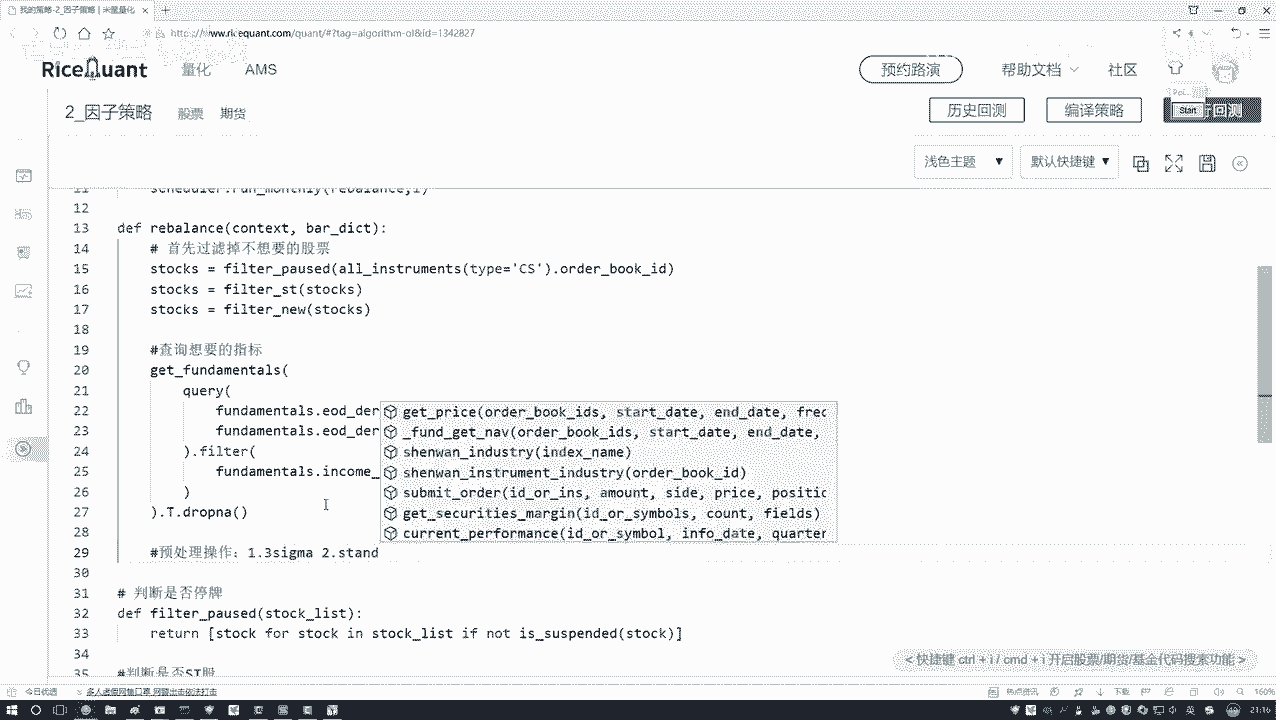 我的策略-2_因子策略 | 米筐量化
www.ricequant.com/quant/#?tag=algorithm-ol&id=1342827
RiceQuant 量化 AMS 预约路演 帮助文档 社区
2_因子策略 股票 期货 历史回测 编译策略 Start
浅色主题 默认快捷键
11 scheduler.run_monthly(rebalance,1)
12
13 def rebalance(context, bar_dict):
14 # 首先过滤掉不想要的股票
15 stocks = filter_paused(all_instruments(type='CS').order_book_id)
16 stocks = filter_st(stocks)
17 stocks = filter_new(stocks)
18
19 #查询想要的指标
20 get_fundamentals(
21 query(
22 fundamentals.eod_der get_price(order_book_ids, start_date, end_date, frec
23 fundamentals.eod_der _fund_get_nav(order_book_ids, start_date, end_date,
24 ).filter( shenwan_industry(index_name)
25 fundamentals.income_ shenwan_instrument_industry(order_book_id)
26 ) submit_order(id_or_ins, amount, side, price, positic
27 ).T.dropna() get_securities_margin(id_or_symbols, count, fields)
28 current_performance(id_or_symbol, info_date, quarter
29 #预处理操作：1.3sigma 2.stand
30
31 # 判断是否停牌
32 def filter_paused(stock_list):
33 return [stock for stock in stock_list if not is_suspended(stock)]
34
35 #判断是否ST股
< 快捷键 ctrl + i / cmd + i 开启股票/期货/基金代码搜索功能 >
今日优选 热点资讯 下载 160%
21:16